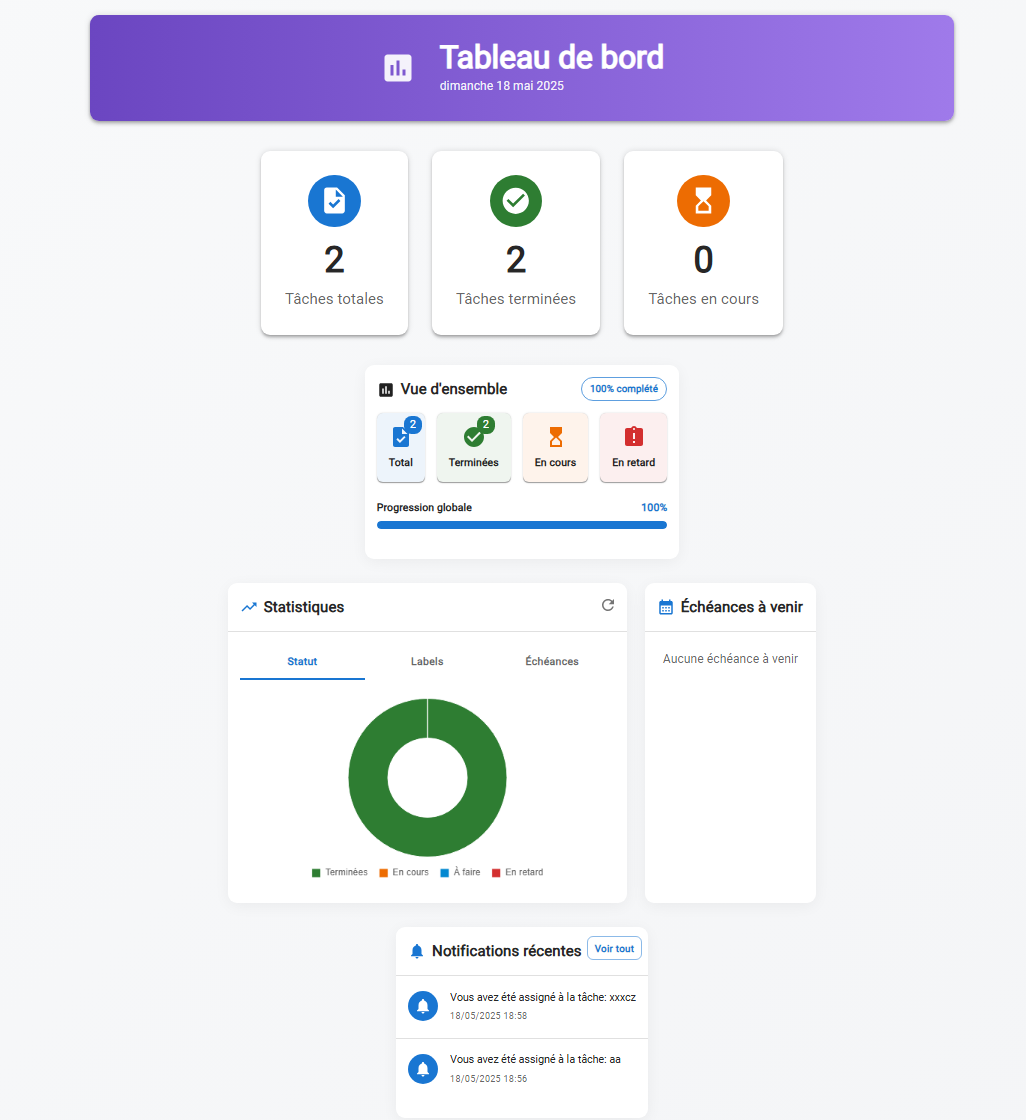 Tableau de bord
dimanche 18 mai 2025
2
Tâches totales
2
Tâches terminées
0
Tâches en cours
Vue d'ensemble
100% complété
2
Total
2
Terminées
En cours
En retard
Progression globale
100%
Statistiques
Statut
Labels
Échéances
Terminées
En cours
À faire
En retard
Échéances à venir
Aucune échéance à venir
Notifications récentes
Voir tout
Vous avez été assigné à la tâche: xxxcz
18/05/2025 18:58
Vous avez été assigné à la tâche: aa
18/05/2025 18:56